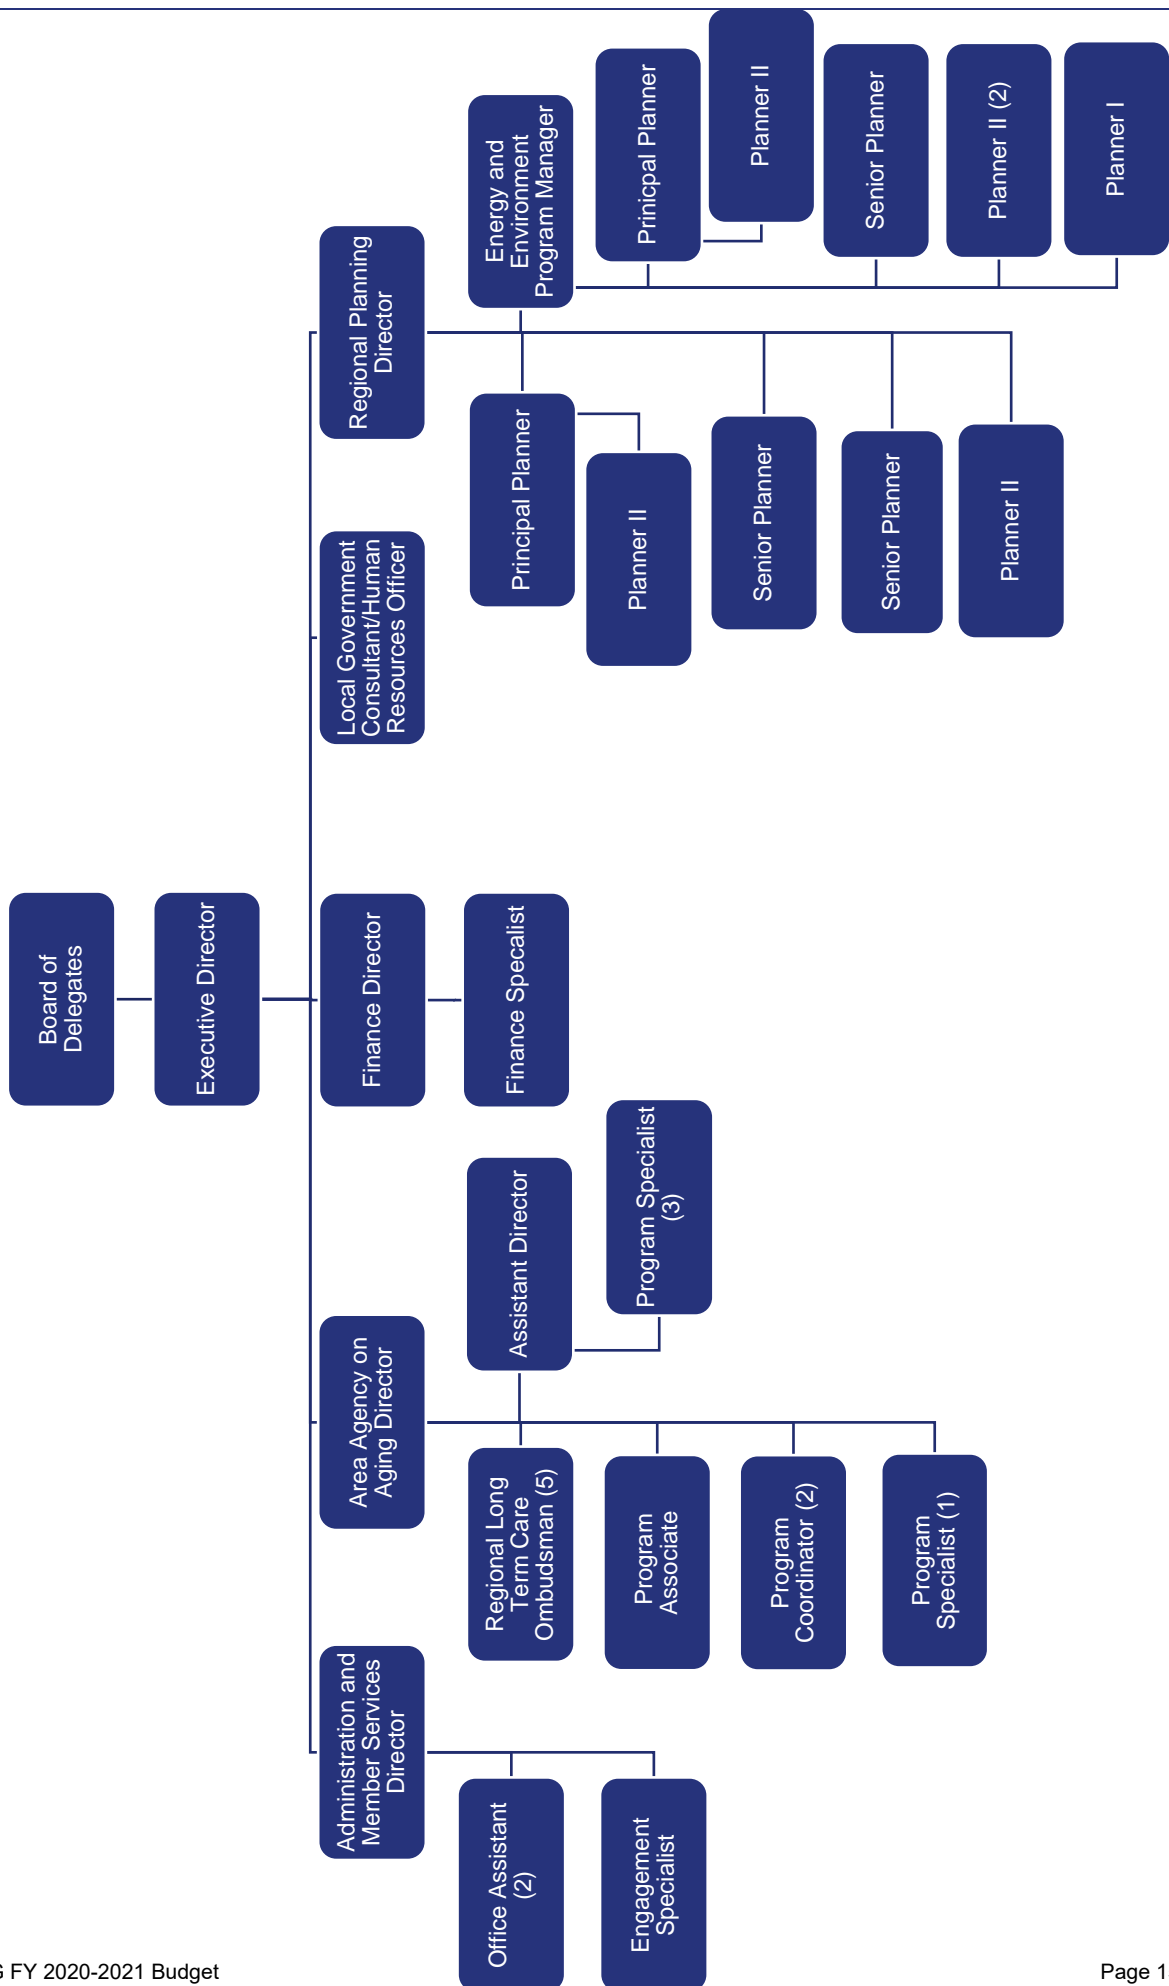 Board of
Delegates
Executive Director
Administration and
Member Services
Director
Office Assistant
(2)
Engagement
Specialist
Area Agency on
Aging Director
Regional Long
Term Care
Ombudsman (5)
Program
Associate
Program
Coordinator (2)
Program
Specialist (1)
Assistant Director
Program Specialist
(3)
Finance Director
Finance Specalist
Local Government
Consultant/Human
Resources Officer
Regional Planning
Director
Principal Planner
Planner II
Senior Planner
Senior Planner
Planner II
Energy and
Environment
Program Manager
Prinicpal Planner
Planner II
Senior Planner
Planner II (2)
Planner I
FY 2020-2021 Budget
Page 1